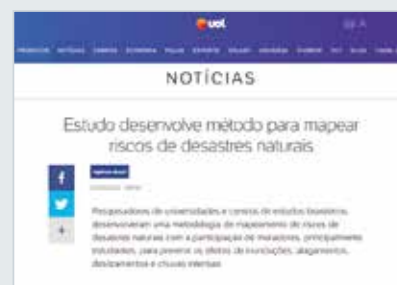 uol
NOTÍCIAS
Estudo desenvolve método para mapear
riscos de desastres naturais
Pesquisadores de universidades e centros de estudos brasileiros
desenvolveram uma metodologia de mapeamento de riscos de
desastres naturais com a participação de moradores, principalmente
estudantes, para prevenir os efeitos de inundações, alagamentos,
deslizamentos e chuvas intensas